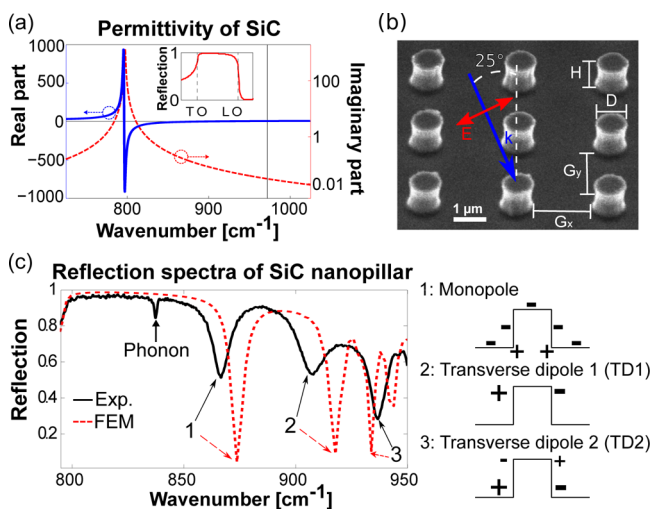 (a)
Permittivity of SiC
Real part
1000
500
0
−500
−1000
Reflection
1
0.5
0
TO LO
Imaginary part
100
1
0.01
800 900 1000
Wavenumber [cm⁻¹]
(b)
25°
H
D
E
k
Gy
Gx
1 μm
(c)
Reflection spectra of SiC nanopillar
Reflection
1
0.8
0.6
0.4
0.2
Phonon
Exp.
FEM
1
2
3
795 850 900 950
Wavenumber [cm⁻¹]
1: Monopole
- - - - -
+ +
2: Transverse dipole 1 (TD1)
+ -
3: Transverse dipole 2 (TD2)
- +
+ -